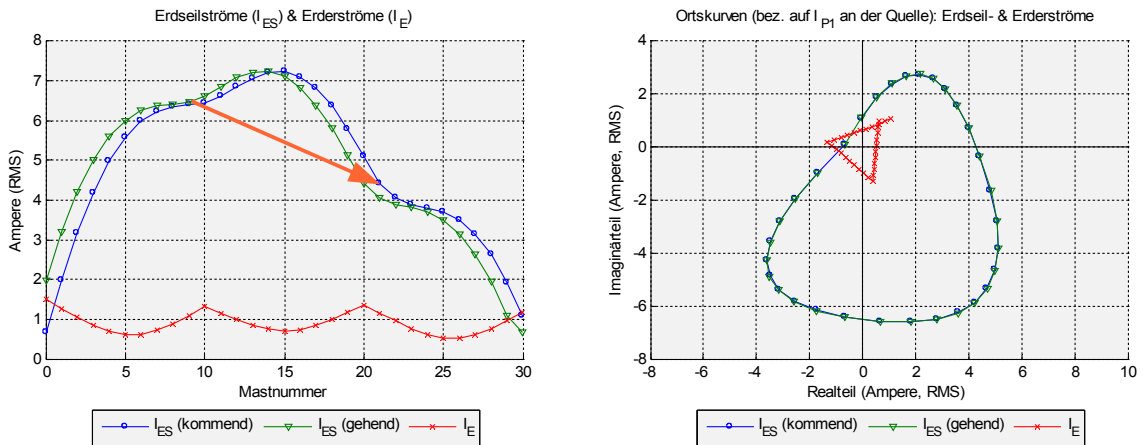 Erdseilströme (I_ES) & Erderströme (I_E)
8
7
6
5
4
3
2
1
0
Ampere (RMS)
0 5 10 15 20 25 30
Mastnummer
I_ES (kommend) I_ES (gehend) I_E
Ortskurven (bez. auf I_P1 an der Quelle): Erdseil- & Erderströme
4
2
0
-2
-4
-6
-8
Imaginärteil (Ampere, RMS)
-8 -6 -4 -2 0 2 4 6 8 10
Realteil (Ampere, RMS)
I_ES (kommend) I_ES (gehend) I_E